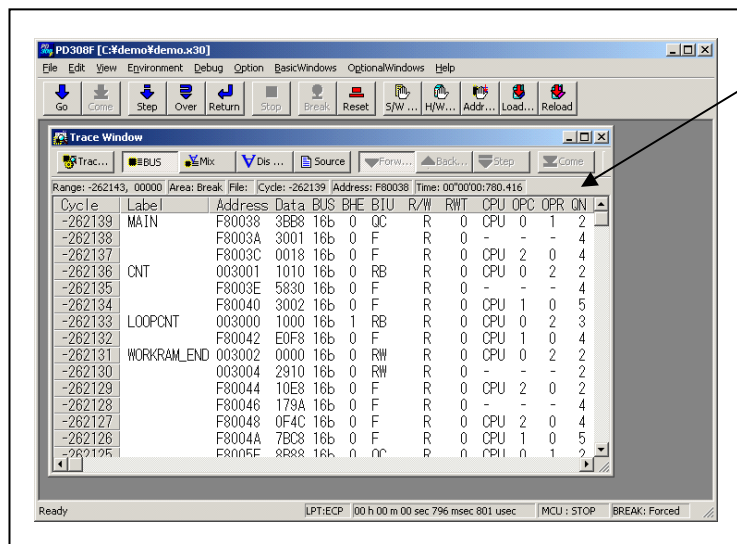 PD308F [C:¥demo¥demo.x30]
File Edit View Environment Debug Option BasicWindows OptionalWindows Help
Go Come Step Over Return Stop Break Reset S/W ... H/W... Addr... Load... Reload
Trace Window
Trac... BUS Mix Dis ... Source Forw... Back... Step Come
Range: -262143, 00000 Area: Break File: Cycle: -262139 Address: F80038 Time: 00"00'00:780.416
Cycle Label Address Data BUS BHE BIU R/W RWT CPU OPC OPR QN
-262139 MAIN F80038 3BB8 16b 0 QC R 0 CPU 0 1 2
-262138 F8003A 3001 16b 0 F R 0 - - - 4
-262137 F8003C 0018 16b 0 F R 0 CPU 2 0 4
-262136 CNT 003001 1010 16b 0 RB R 0 CPU 0 2 2
-262135 F8003E 5830 16b 0 F R 0 - - - 4
-262134 F80040 3002 16b 0 F R 0 CPU 1 0 5
-262133 LOOPCNT 003000 1000 16b 1 RB R 0 CPU 0 2 3
-262132 F80042 E0F8 16b 0 F R 0 CPU 1 0 4
-262131 WORKRAM_END 003002 0000 16b 0 RW R 0 CPU 0 2 2
-262130 003004 2910 16b 0 RW R 0 - - - 2
-262129 F80044 10E8 16b 0 F R 0 CPU 2 0 2
-262128 F80046 179A 16b 0 F R 0 - - - 4
-262127 F80048 0F4C 16b 0 F R 0 CPU 2 0 4
-262126 F8004A 7BC8 16b 0 F R 0 CPU 1 0 5
-262125 F8005E 8B88 16b 0 QC R 0 CPU 0 1 2
Ready LPT:ECP 00 h 00 m 00 sec 796 msec 801 usec MCU : STOP BREAK: Forced